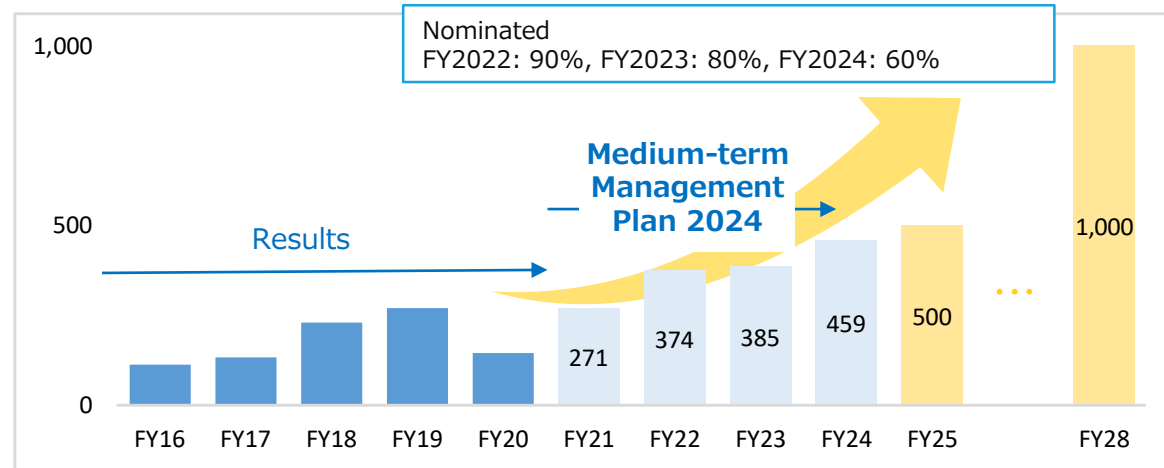 Nominated
FY2022: 90%, FY2023: 80%, FY2024: 60%
1,000
500
0
Results
Medium-term
Management
Plan 2024
271
374
385
459
500
...
1,000
FY16 FY17 FY18 FY19 FY20 FY21 FY22 FY23 FY24 FY25 FY28